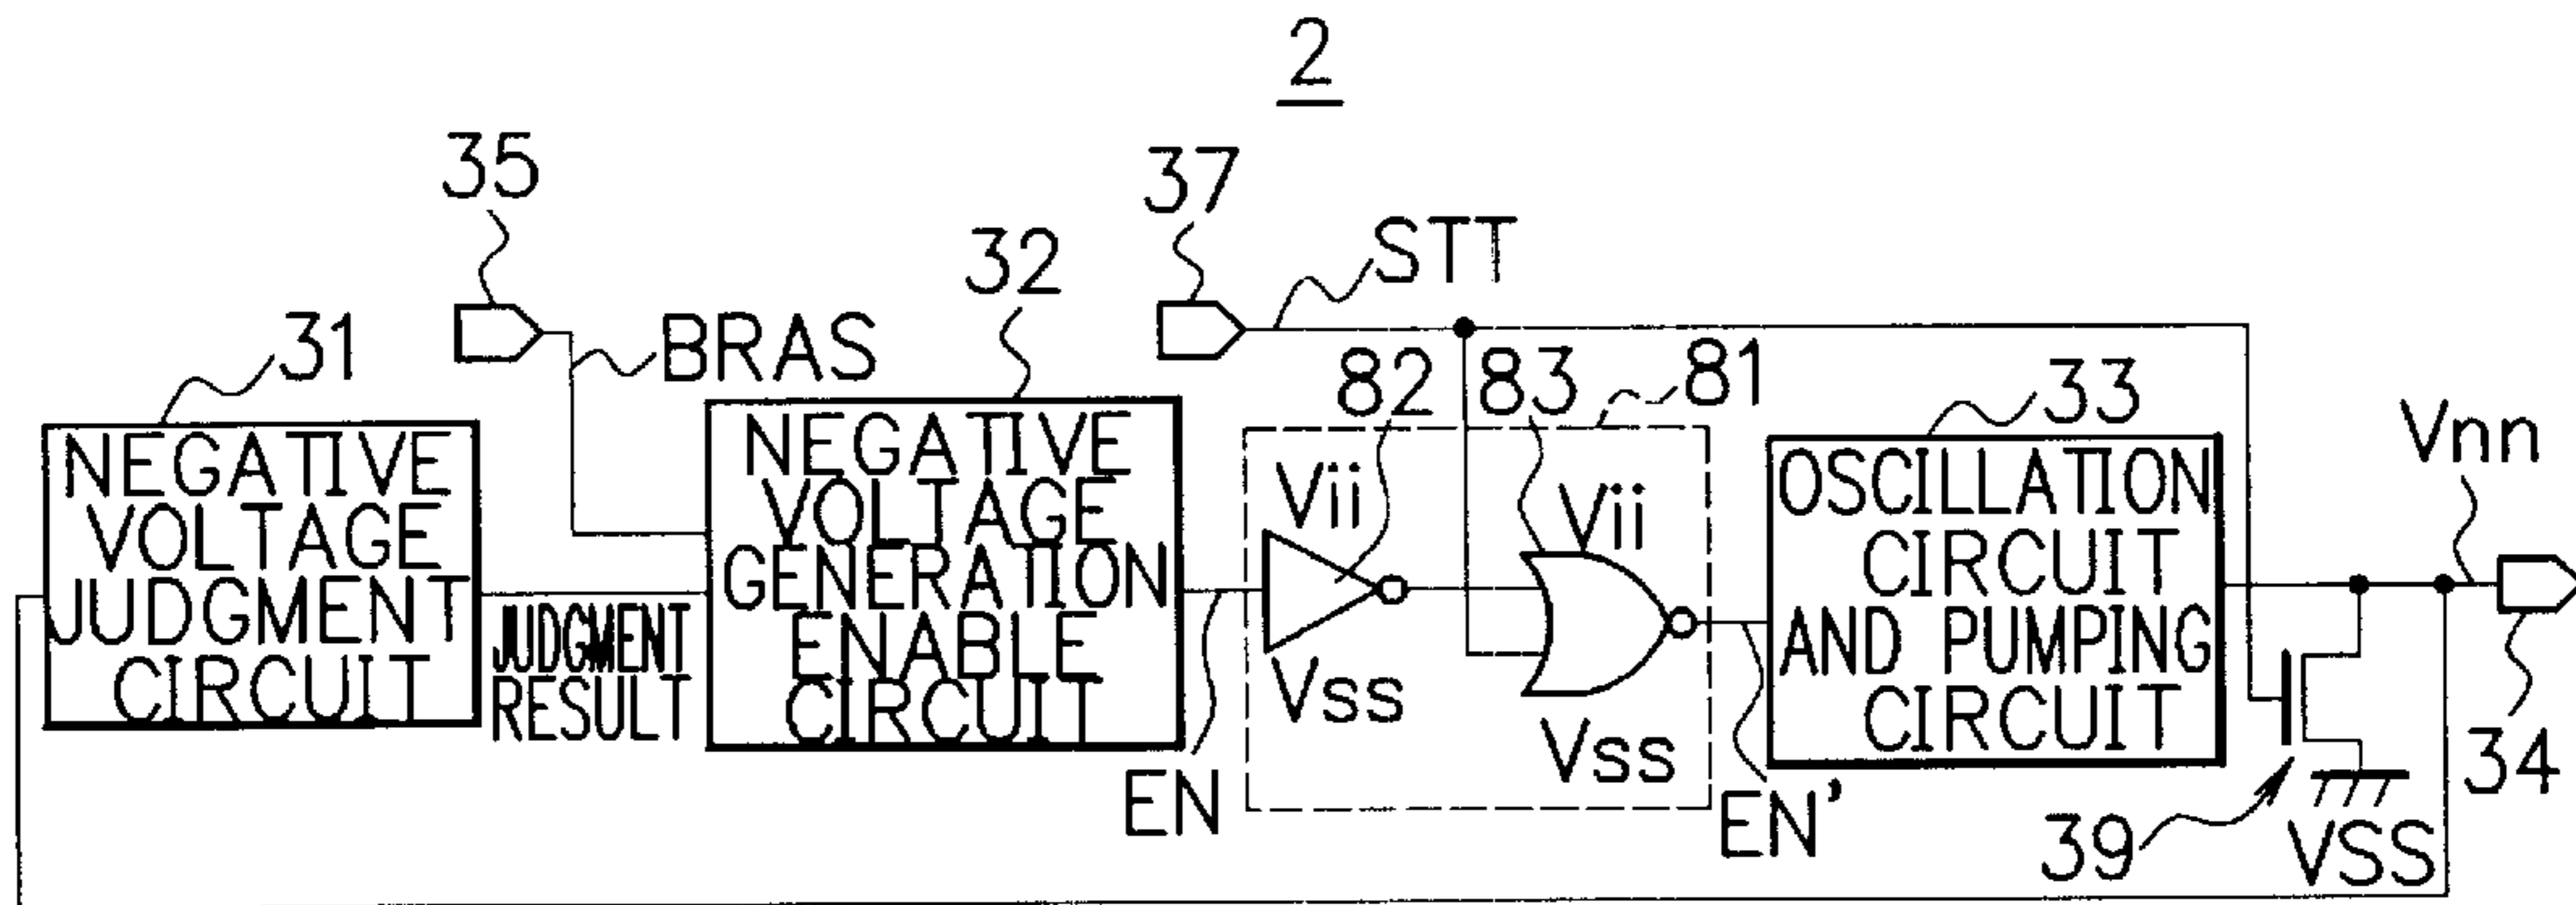 2
35
37
STT
32
31
BRAS
82
83
81
33
Vnn
NEGATIVE
VOLTAGE
JUDGMENT
CIRCUIT
JUDGMENT
RESULT
NEGATIVE
VOLTAGE
GENERATION
ENABLE
CIRCUIT
EN
Vii
Vss
Vii
Vss
EN'
OSCILLATION
CIRCUIT
AND PUMPING
CIRCUIT
39
VSS
34